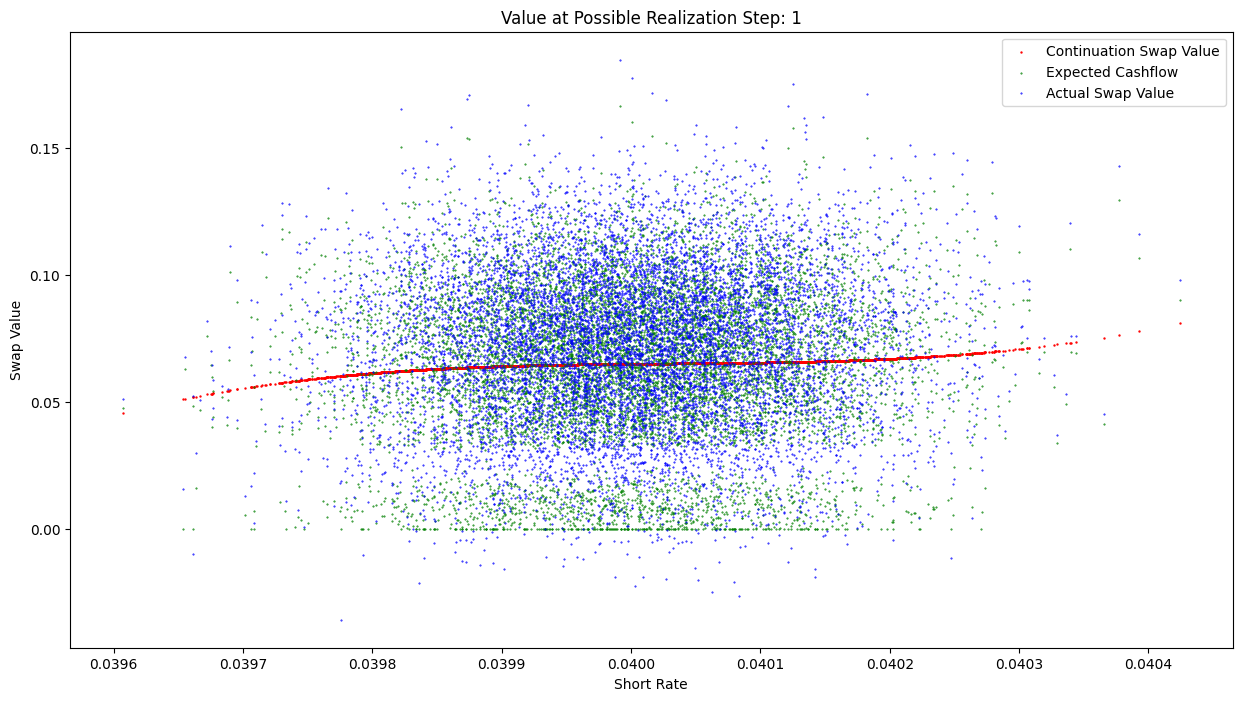 Value at Possible Realization Step: 1
Continuation Swap Value
Expected Cashflow
Actual Swap Value
0.15
0.10
0.05
0.00
Swap Value
0.0396
0.0397
0.0398
0.0399
0.0400
0.0401
0.0402
0.0403
0.0404
Short Rate